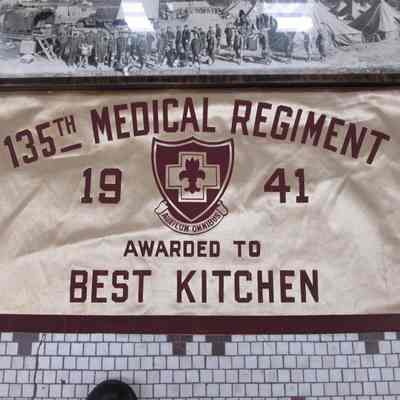 135TH MEDICAL REGIMENT
19 41
AWARDED TO
BEST KITCHEN